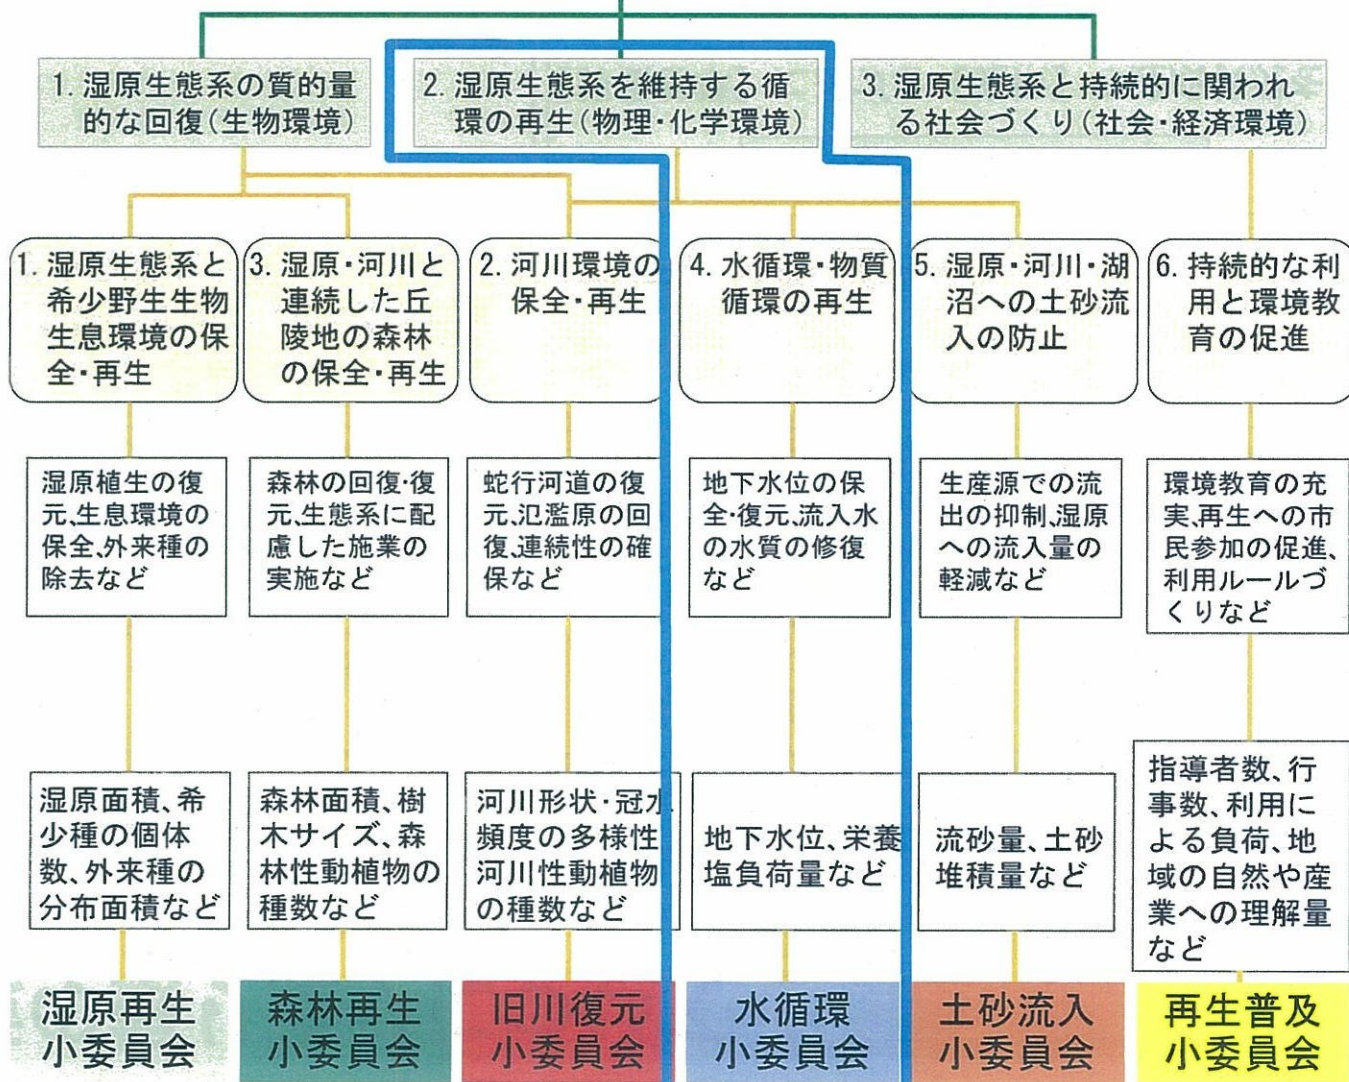 1. 湿原生態系の質的量
的な回復(生物環境)
2. 湿原生態系を維持する循
環の再生(物理・化学環境)
3. 湿原生態系と持続的に関われ
る社会づくり(社会・経済環境)
1. 湿原生態系と
希少野生生物
生息環境の保
全・再生
3. 湿原・河川と
連続した丘
陵地の森林
の保全・再生
2. 河川環境の
保全・再生
4. 水循環・物質
循環の再生
5. 湿原・河川・湖
沼への土砂流
入の防止
6. 持続的な利
用と環境教
育の促進
湿原植生の復
元、生息環境の
保全、外来種の
除去など
森林の回復・復
元、生態系に配
慮した施業の
実施など
蛇行河道の復
元、氾濫原の回
復、連続性の確
保など
地下水位の保
全・復元、流入水
の水質の修復
など
生産源での流
出の抑制、湿原
への流入量の
軽減など
環境教育の充
実、再生への市
民参加の促進、
利用ルールづ
くりなど
湿原面積、希
少種の個体
数、外来種の
分布面積など
森林面積、樹
木サイズ、森
林性動植物の
種数など
河川形状・冠水
頻度の多様性
河川性動植物
の種数など
地下水位、栄養
塩負荷量など
流砂量、土砂
堆積量など
指導者数、行
事数、利用に
よる負荷、地
域の自然や産
業への理解量
など
湿原再生
小委員会
森林再生
小委員会
旧川復元
小委員会
水循環
小委員会
土砂流入
小委員会
再生普及
小委員会